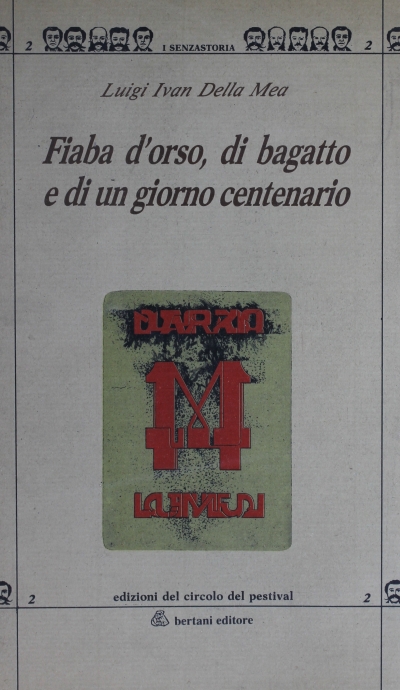 2 I SENZASTORIA 2
Luigi Ivan Della Mea
Fiaba d'orso, di bagatto
e di un giorno centenario
2 edizioni del circolo del pestival 2
bertani editore